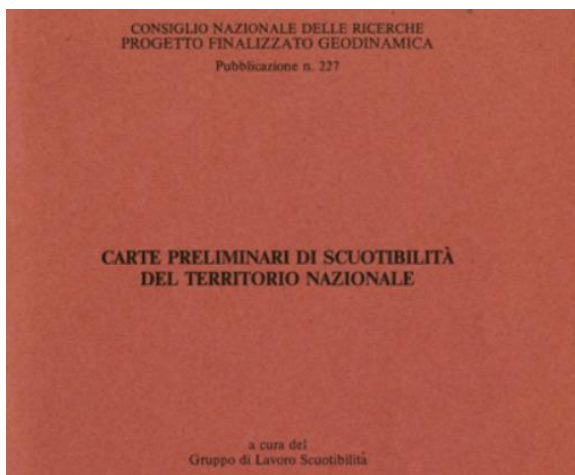 CONSIGLIO NAZIONALE DELLE RICERCHE
PROGETTO FINALIZZATO GEODINAMICA
Pubblicazione n. 227
CARTE PRELIMINARI DI SCUOTIBILITÀ
DEL TERRITORIO NAZIONALE
a cura del
Gruppo di Lavoro Scuotibilità